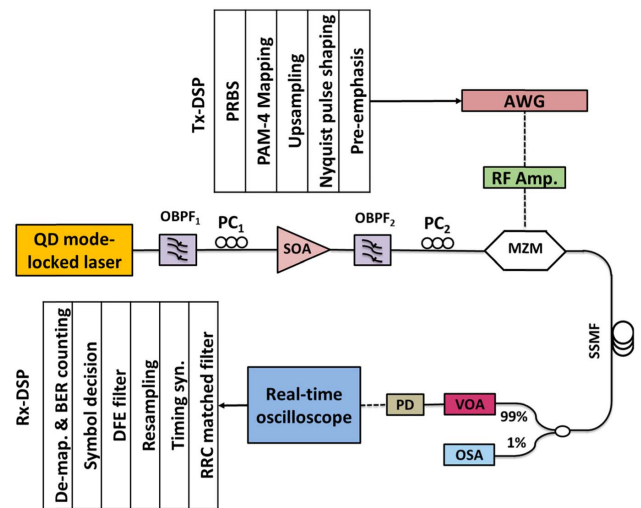 Tx-DSP
PRBS
PAM-4 Mapping
Upsampling
Nyquist pulse shaping
Pre-emphasis
AWG
RF Amp.
QD mode-
locked laser
OBPF1
PC1
SOA
OBPF2
PC2
MZM
SSMF
Rx-DSP
De-map. & BER counting
Symbol decision
DFE filter
Resampling
Timing syn.
RRC matched filter
Real-time
oscilloscope
PD
VOA
99%
1%
OSA